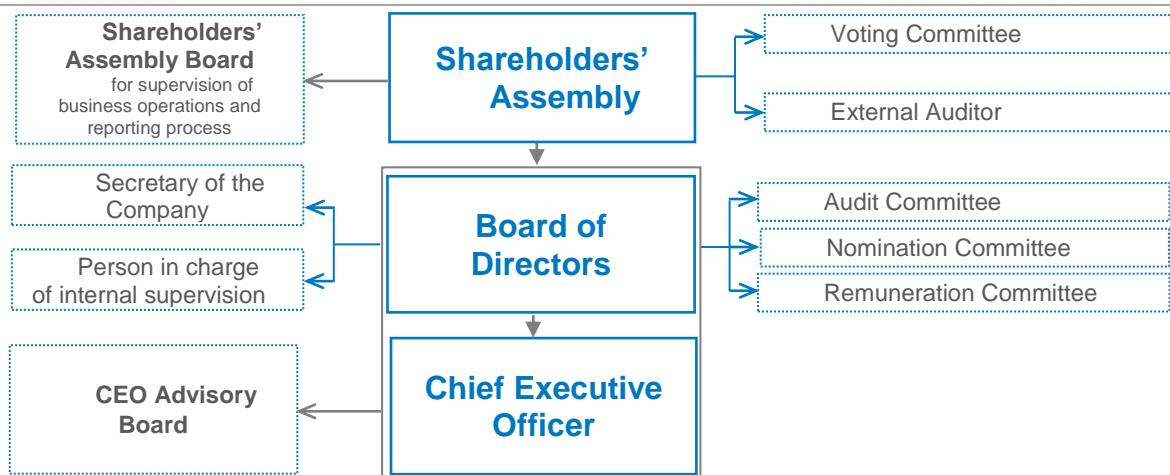 Shareholders’
Assembly Board
for supervision of
business operations and
reporting process
Shareholders’
Assembly
Voting Committee
External Auditor
Secretary of the
Company
Person in charge
of internal supervision
Board of
Directors
Audit Committee
Nomination Committee
Remuneration Committee
CEO Advisory
Board
Chief Executive
Officer